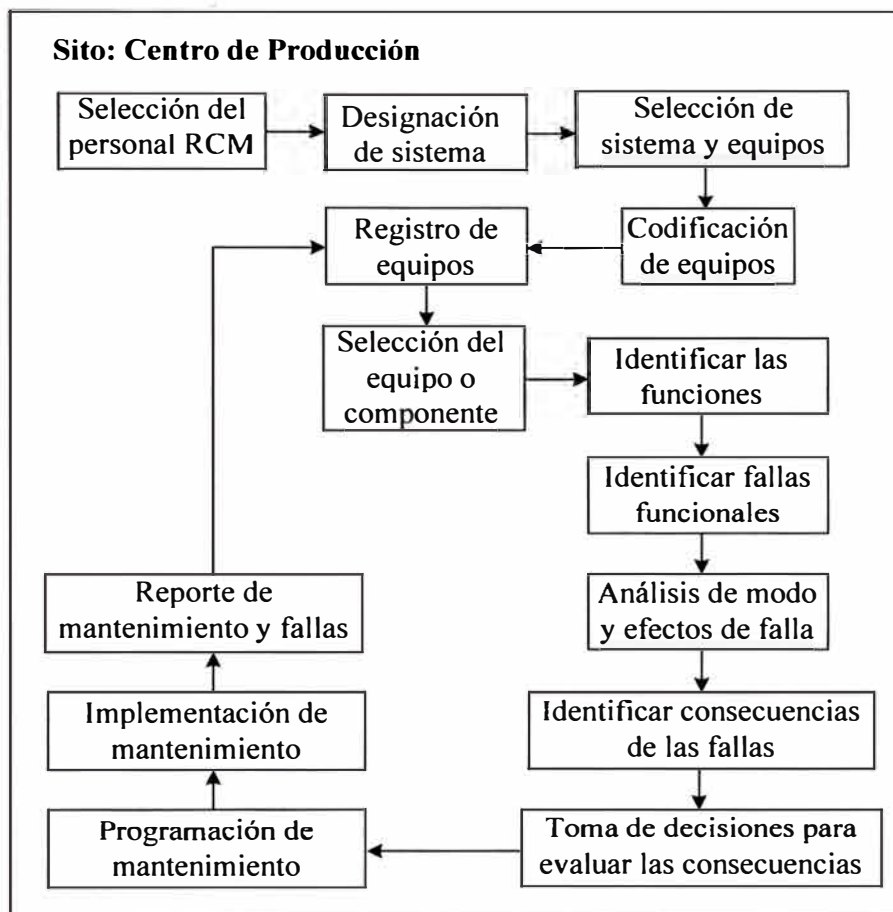 Sito: Centro de Producción
Selección del
personal RCM
Designación
de sistema
Selección de
sistema y equipos
Codificación
de equipos
Registro de
equipos
Selección del
equipo o
componente
Identificar las
funciones
Identificar fallas
funcionales
Análisis de modo
y efectos de falla
Identificar consecuencias
de las fallas
Toma de decisiones para
evaluar las consecuencias
Programación de
mantenimiento
Implementación de
mantenimiento
Reporte de
mantenimiento y fallas